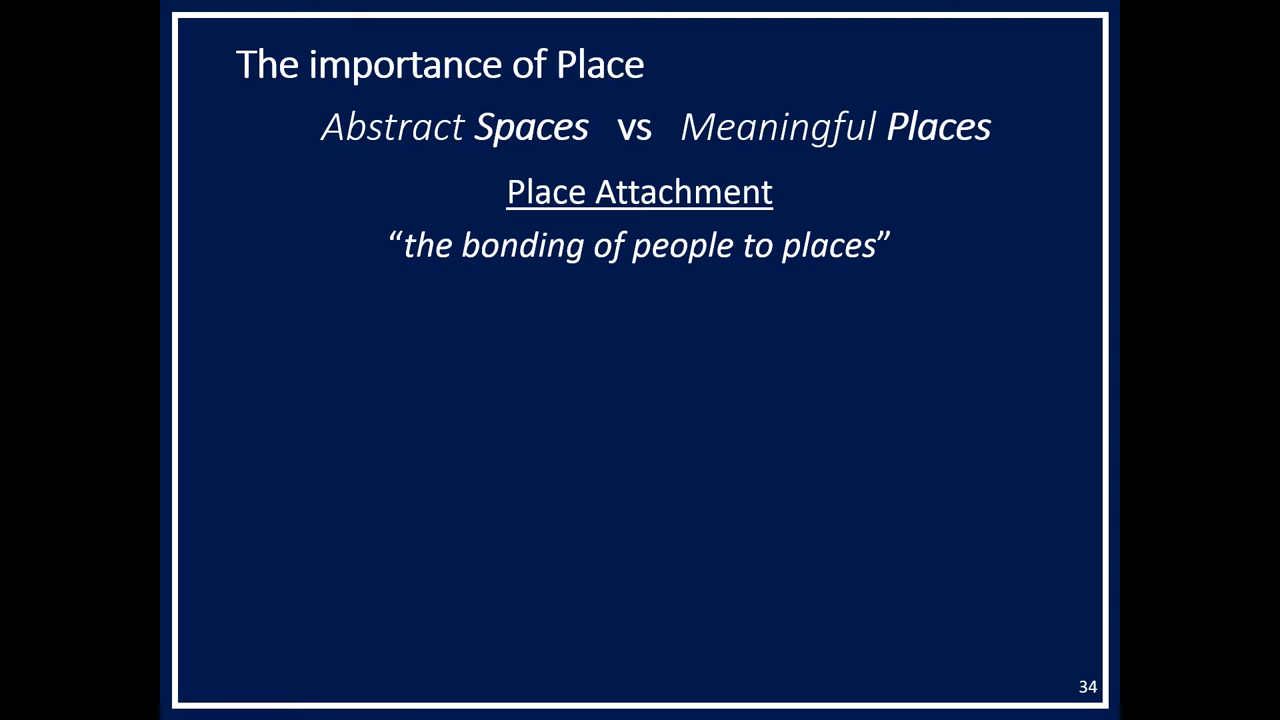 The importance of Place
Abstract Spaces vs Meaningful Places
Place Attachment
“the bonding of people to places”
34